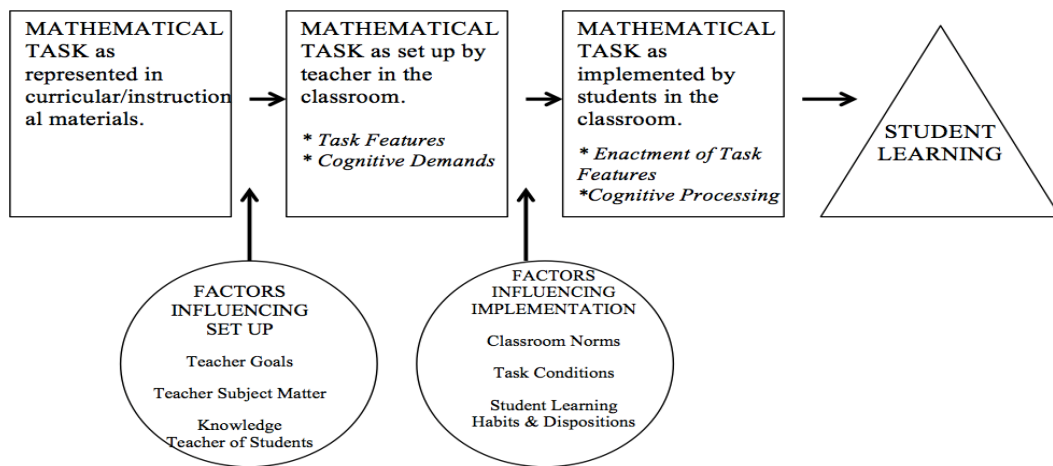 MATHEMATICAL
TASK as
represented in
curricular/instruction
al materials.
MATHEMATICAL
TASK as set up by
teacher in the
classroom.
* Task Features
* Cognitive Demands
MATHEMATICAL
TASK as
implemented by
students in the
classroom.
* Enactment of Task
Features
*Cognitive Processing
STUDENT
LEARNING
FACTORS
INFLUENCING
SET UP
Teacher Goals
Teacher Subject Matter
Knowledge
Teacher of Students
FACTORS
INFLUENCING
IMPLEMENTATION
Classroom Norms
Task Conditions
Student Learning
Habits & Dispositions